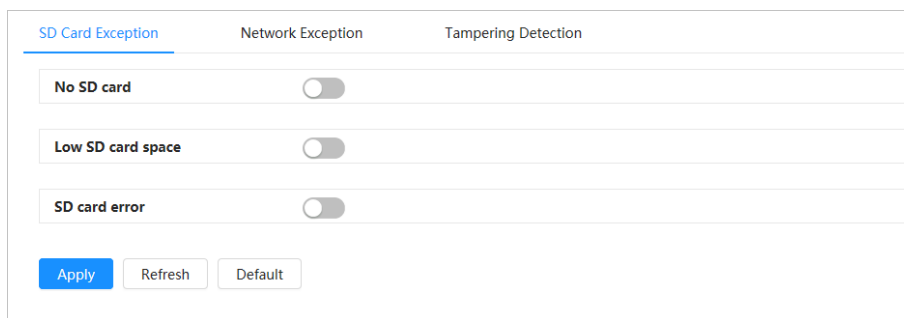 SD Card Exception Network Exception Tampering Detection
No SD card
Low SD card space
SD card error
Apply Refresh Default